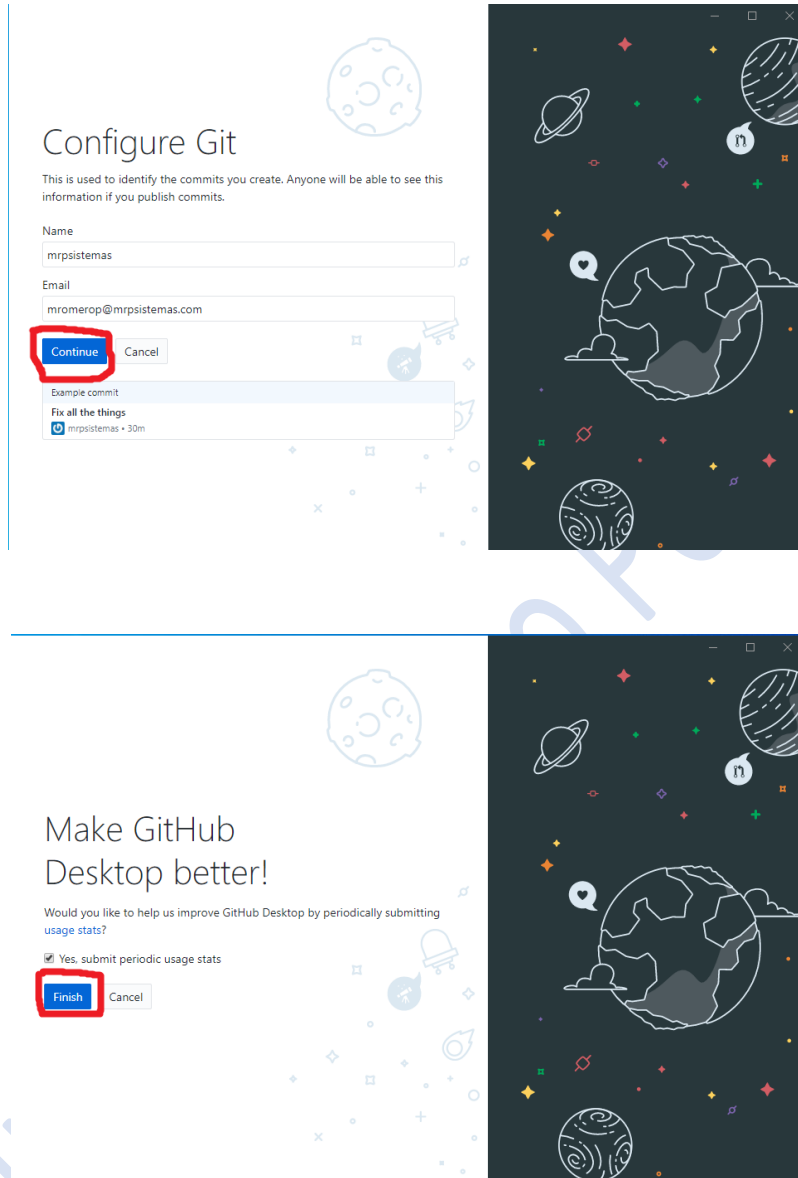 Configure Git
This is used to identify the commits you create. Anyone will be able to see this
information if you publish commits.
Name
mrpsistemas
Email
mromerop@mrpsistemas.com
Continue Cancel
Example commit
Fix all the things
mrpsistemas • 30m
Make GitHub
Desktop better!
Would you like to help us improve GitHub Desktop by periodically submitting
usage stats?
Yes, submit periodic usage stats
Finish Cancel